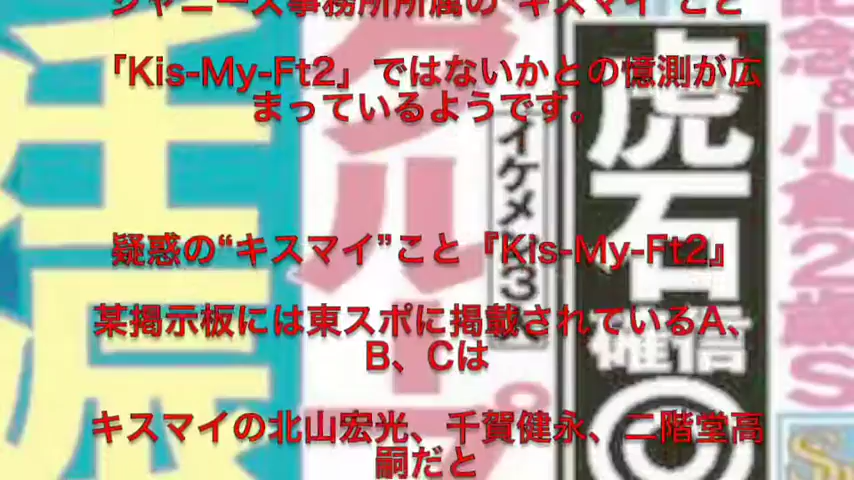 ジャニーズ事務所所属の“キスマイ”こと
「Kis-My-Ft2」ではないかとの憶測が広
まっているようです。
疑惑の“キスマイ”こと『Kis-My-Ft2』
某掲示板には東スポに掲載されているA、
B、Cは
キスマイの北山宏光、千賀健永、二階堂高
嗣だと
虎石
確信
◎
イケメン3
小倉2歳S